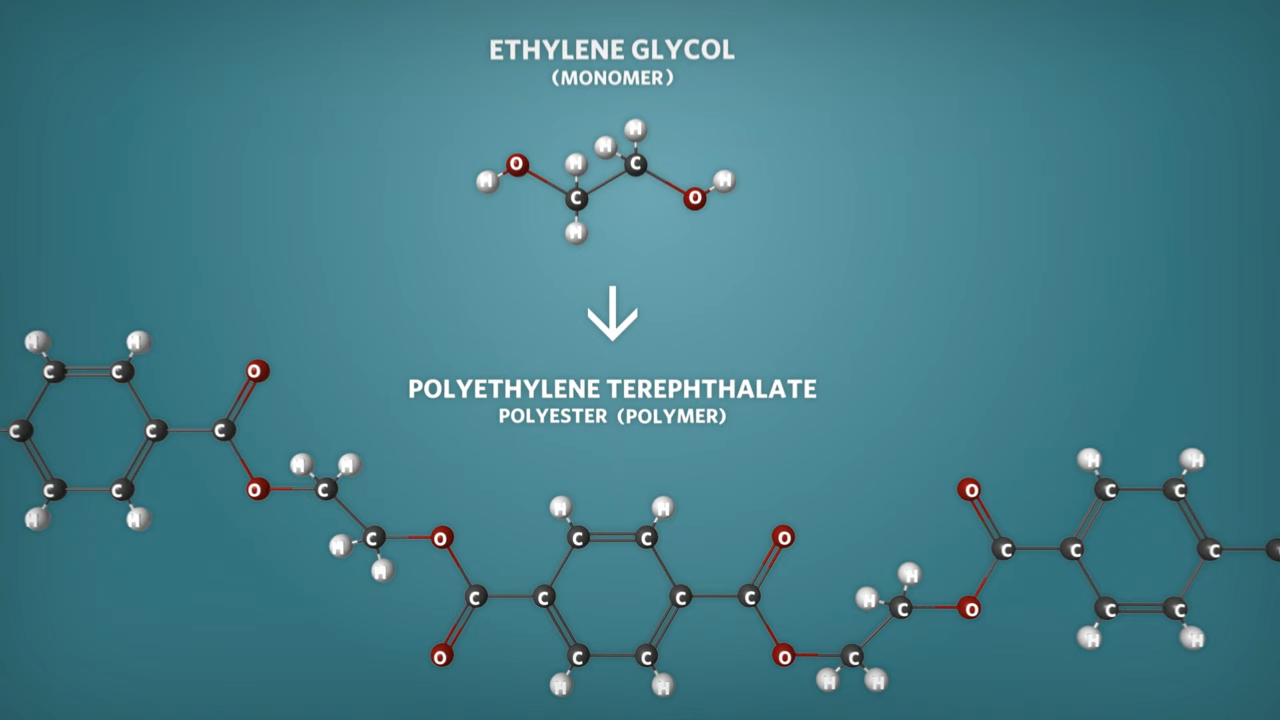 ETHYLENE GLYCOL
(MONOMER)
H
H
O H C
H H
C O
H
H H
C C O
POLYETHYLENE TEREPHTHALATE
POLYESTER (POLYMER)
C C C
H H H H
C C O C O C C
H H H H
C O C C O
H C C C C
H H
C C C C H
C O C C
H H
O C C O C
H H H H